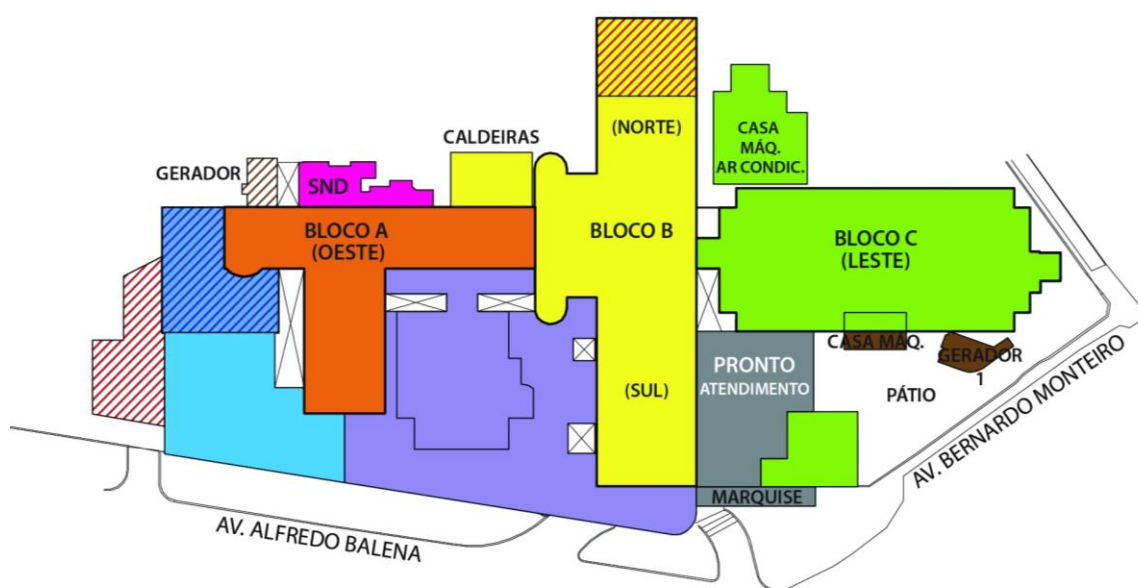 (NORTE)
CASA
MÁQ.
AR CONDIC.
CALDEIRAS
GERADOR
SND
BLOCO A
(OESTE)
BLOCO B
BLOCO C
(LESTE)
CASA MÁQ.
GERADOR
1
PRONTO
ATENDIMENTO
(SUL)
PÁTIO
MARQUISE
AV. BERNARDO MONTEIRO
AV. ALFREDO BALENA